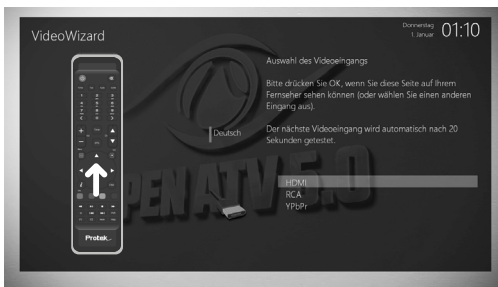 VideoWizard
Donnerstag
1. Januar
01:10
Auswahl des Videoeingangs
Bitte drücken Sie OK, wenn Sie diese Seite auf Ihrem
Fernseher sehen können (oder wählen Sie einen anderen
Eingang aus).
Deutsch
Der nächste Videoeingang wird automatisch nach 20
Sekunden getestet.
HDMI
RCA
YPbPr
PEN ATV 5.0
Protek